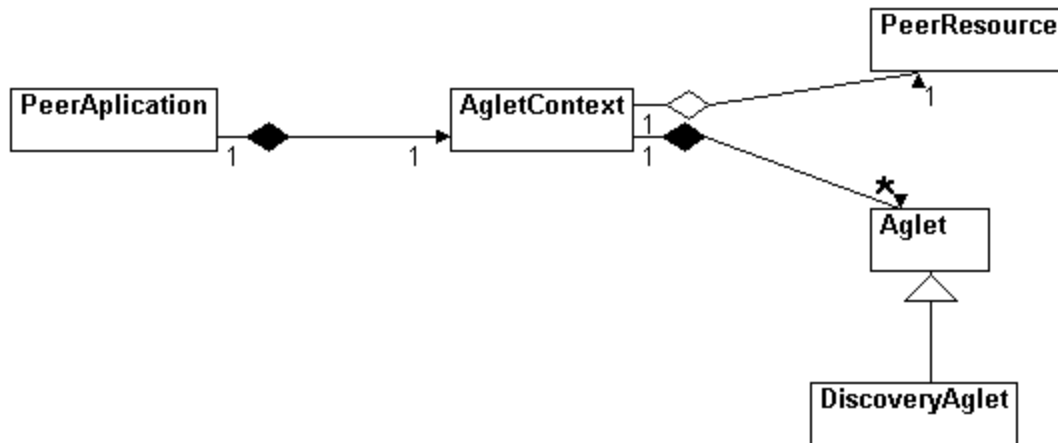 PeerResource
PeerAplication
AgletContext
1
1
1
1
1
*
Aglet
DiscoveryAglet